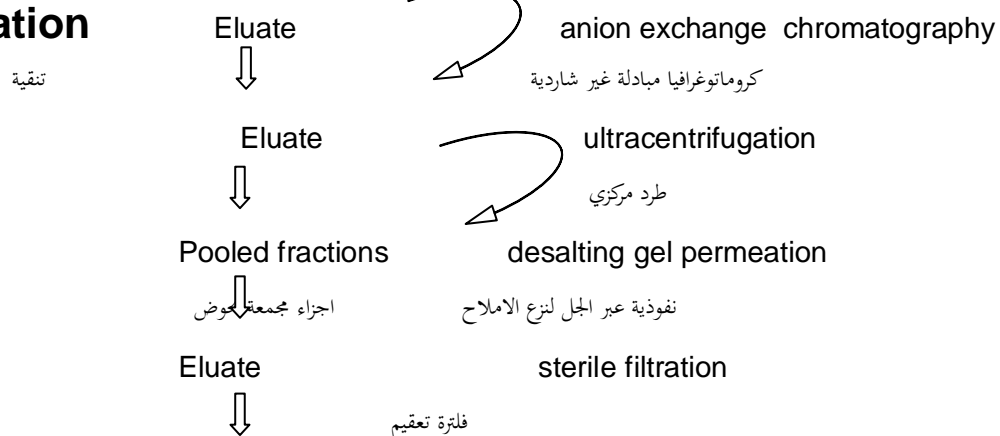 ation Eluate anion exchange chromatography
تنقية كروماتوغرافيا مبادلة غير شاردية
Eluate ultracentrifugation
طرد مركزي
Pooled fractions desalting gel permeation
اجزاء مجمعة نفوذية عبر الجل لنزع الاملاح
Eluate sterile filtration
فلترة تعقيم